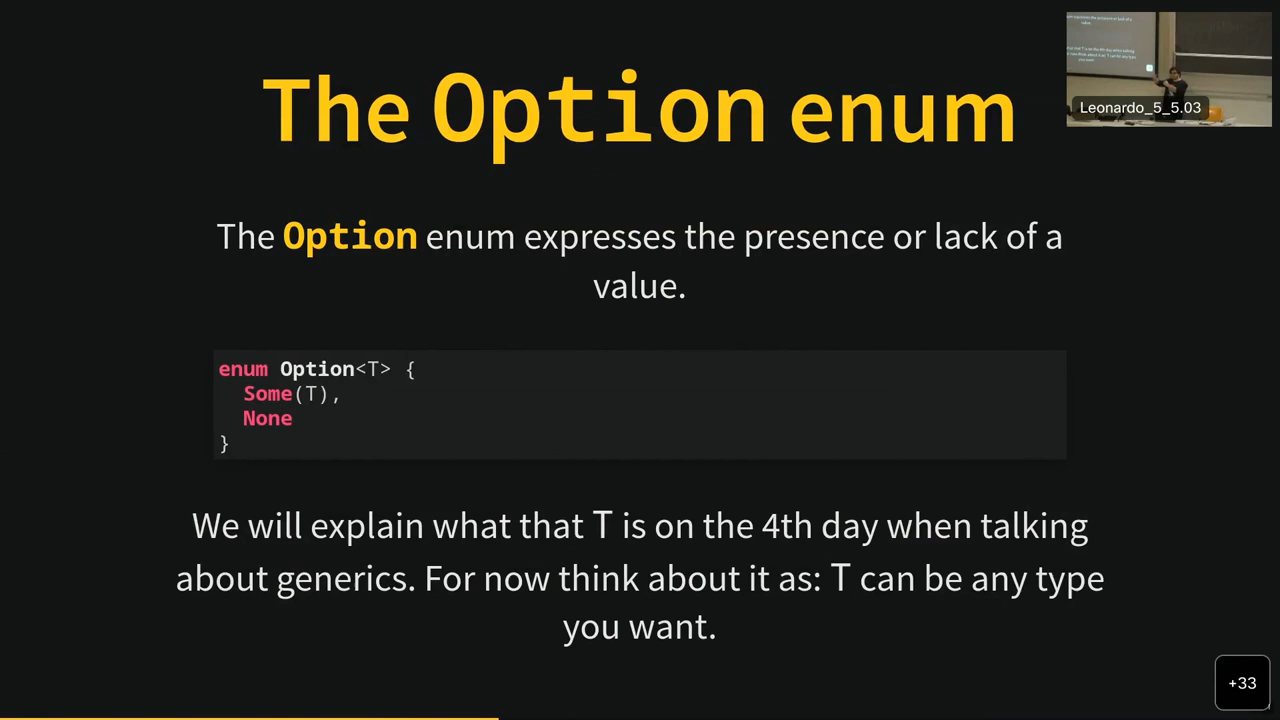 The Option enum
Leonardo_5_5.03
The Option enum expresses the presence or lack of a
value.
enum Option<T> {
  Some(T),
  None
}
We will explain what that T is on the 4th day when talking
about generics. For now think about it as: T can be any type
you want.
+33